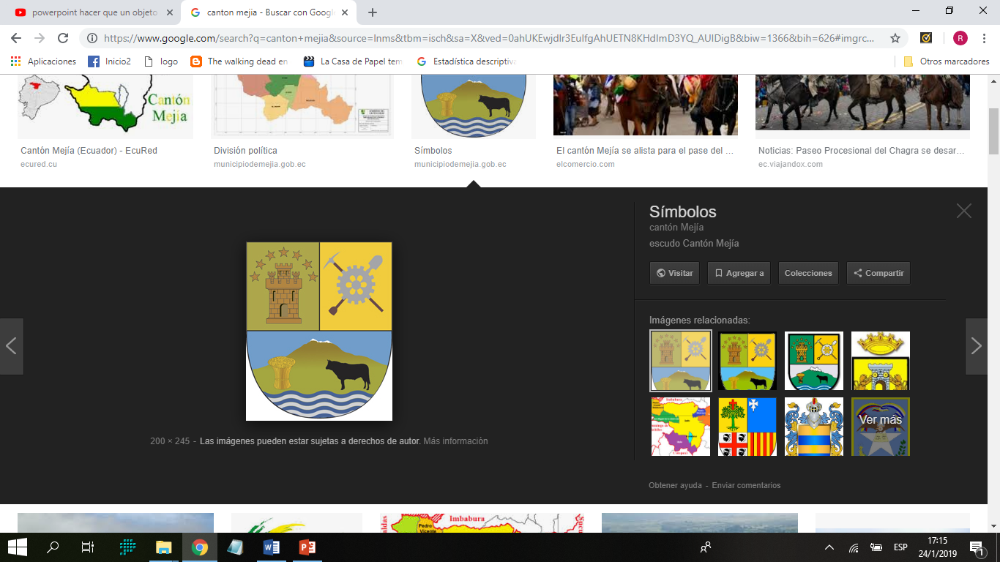 powerpoint hacer que un objeto
canton mejia - Buscar con Google
https://www.google.com/search?q=canton+mejia&source=lnms&tbm=isch&sa=X&ved=0ahUKEwjdlr3EulfgAhUETN8KHdImD3YQ_AUIDigB&biw=1366&bih=626#imgrc...
R
Aplicaciones
Inicio2
logo
The walking dead en
La Casa de Papel tem
Estadística descriptiva
Otros marcadores
Cantón
Mejía
Cantón Mejía (Ecuador) - EcuRed
ecured.cu
División política
municipiodemejia.gob.ec
Símbolos
municipiodemejia.gob.ec
El cantón Mejía se alista para el pase del ...
elcomercio.com
Noticias: Paseo Procesional del Chagra se desar...
ec.viajandox.com
Símbolos
cantón Mejía
escudo Cantón Mejía
Visitar
Agregar a
Colecciones
Compartir
Imágenes relacionadas:
Imbabura
Ver más
200 × 245 - Las imágenes pueden estar sujetas a derechos de autor. Más información
Obtener ayuda - Enviar comentarios
Imbabura
Pedro
Vicente
ESP
17:15
24/1/2019
1